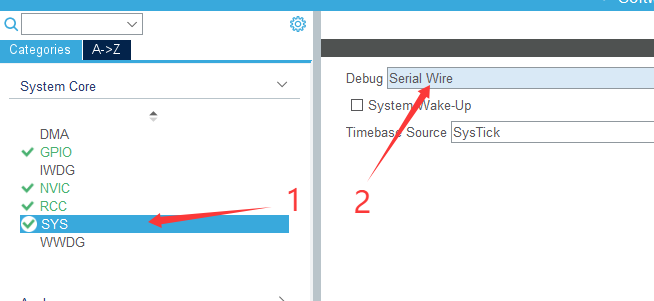 Categories
A->Z
System Core
DMA
GPIO
IWDG
NVIC
RCC
SYS
WWDG
1
Debug Serial Wire
System Wake-Up
Timebase Source SysTick
2